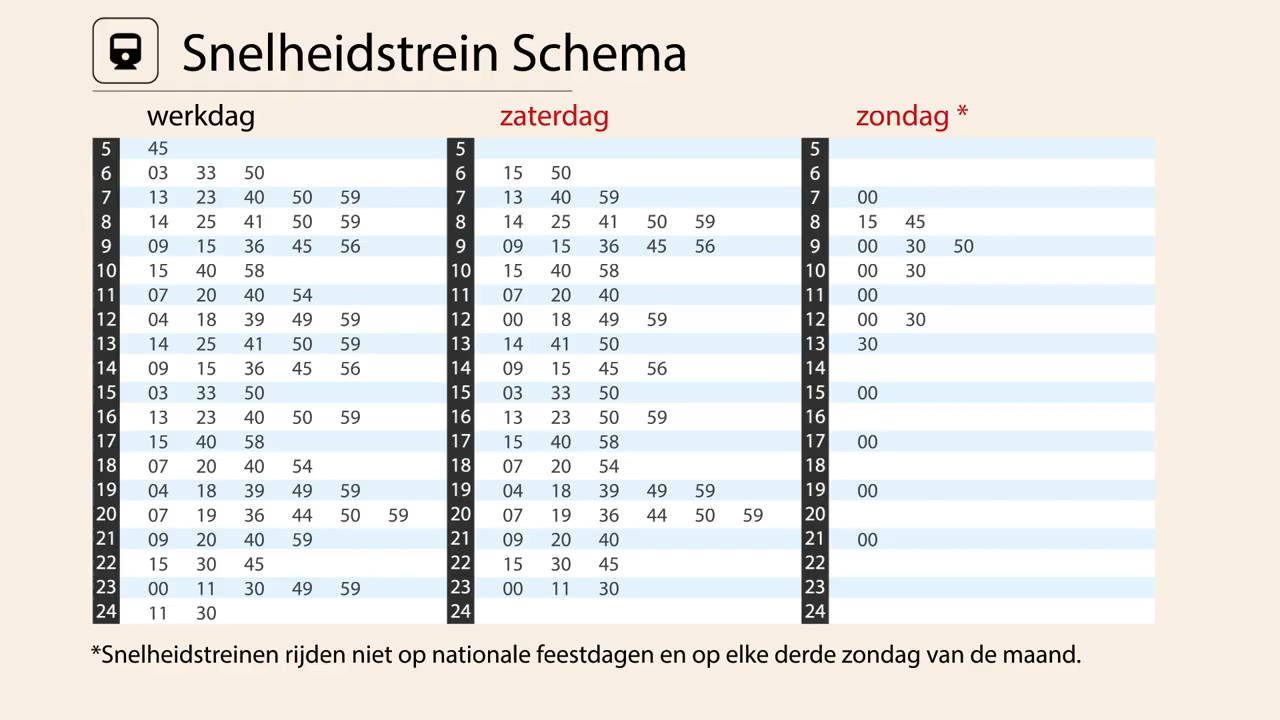 Snelheidstrein Schema
werkdag zaterdag zondag *
5 45 5 5
6 03 33 50 6 15 50 6
7 13 23 40 50 59 7 13 40 59 7 00
8 14 25 41 50 59 8 14 25 41 50 59 8 15 45
9 09 15 36 45 56 9 09 15 36 45 56 9 00 30 50
10 15 40 58 10 15 40 58 10 00 30
11 07 20 40 54 11 07 20 40 11 00
12 04 18 39 49 59 12 00 18 49 59 12 00 30
13 14 25 41 50 59 13 14 41 50 13 30
14 09 15 36 45 56 14 09 15 45 56 14
15 03 33 50 15 03 33 50 15 00
16 13 23 40 50 59 16 13 23 50 59 16
17 15 40 58 17 15 40 58 17 00
18 07 20 40 54 18 07 20 54 18
19 04 18 39 49 59 19 04 18 39 49 59 19 00
20 07 19 36 44 50 59 20 07 19 36 44 50 59 20
21 09 20 40 59 21 09 20 40 21 00
22 15 30 45 22 15 30 45 22
23 00 11 30 49 59 23 00 11 30 23
24 11 30 24 24
*Snelheidstreinen rijden niet op nationale feestdagen en op elke derde zondag van de maand.